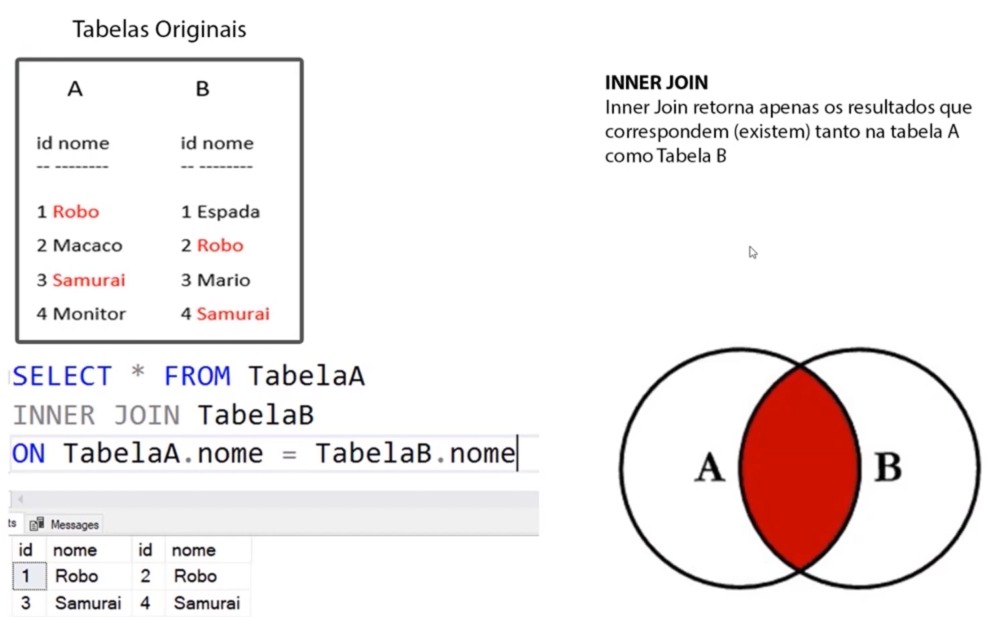 Tabelas Originais
A B
id nome id nome
-- -------- -- --------
1 Robo 1 Espada
2 Macaco 2 Robo
3 Samurai 3 Mario
4 Monitor 4 Samurai
SELECT * FROM TabelaA
INNER JOIN TabelaB
ON TabelaA.nome = TabelaB.nome
ts Messages
id nome id nome
1 Robo 2 Robo
3 Samurai 4 Samurai
INNER JOIN
Inner Join retorna apenas os resultados que
correspondem (existem) tanto na tabela A
como Tabela B
A B